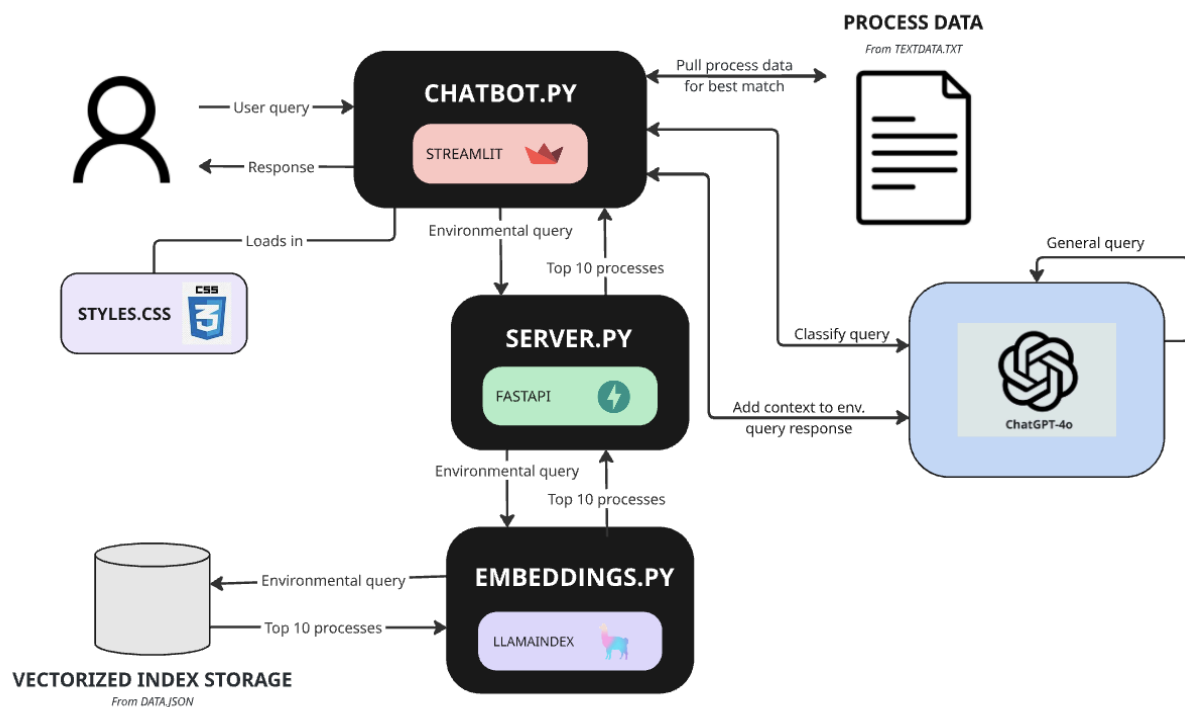 PROCESS DATA
From TEXTDATA.TXT
Pull process data
for best match
CHATBOT.PY
STREAMLIT
User query
Response
Loads in
Environmental query
Top 10 processes
General query
CSS
3
STYLES.CSS
SERVER.PY
FASTAPI
Classify query
Add context to env.
query response
ChatGPT-4o
Environmental query
Top 10 processes
EMBEDDINGS.PY
LLAMAINDEX
Environmental query
Top 10 processes
VECTORIZED INDEX STORAGE
From DATA.JSON